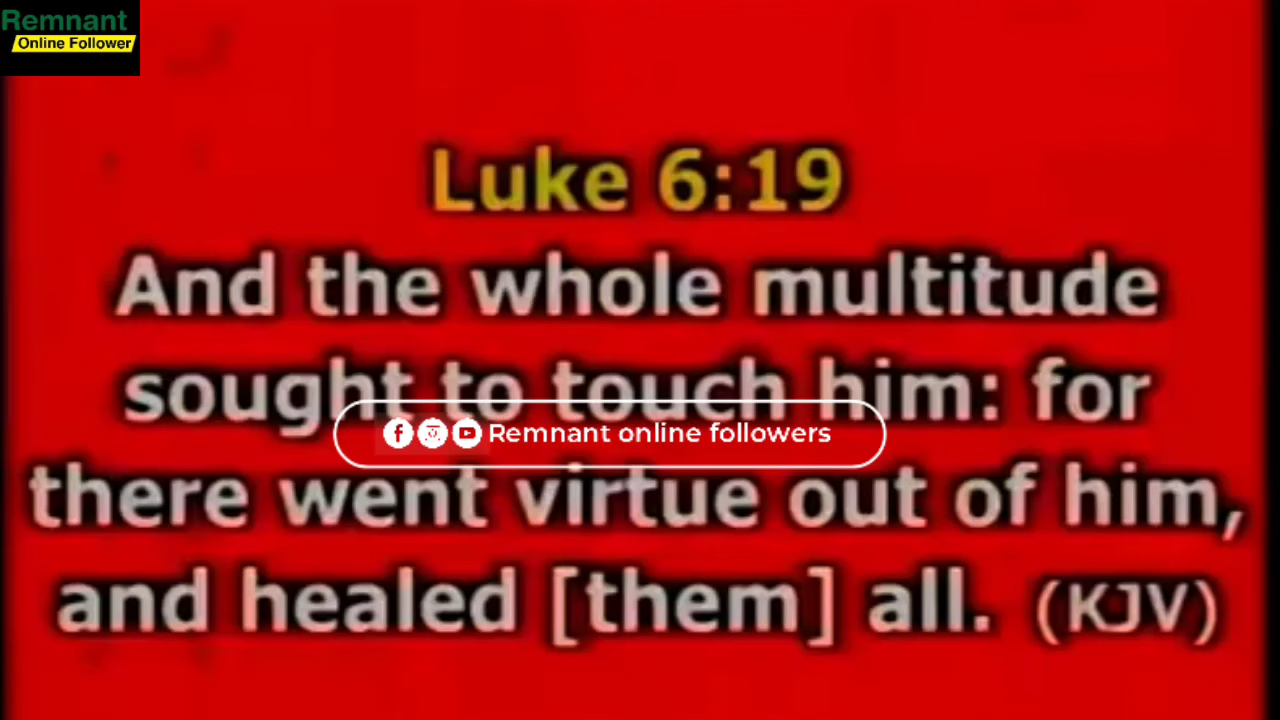 Remnant
Online Follower
Luke 6:19
And the whole multitude
sought to touch him: for
Remnant online followers
there went virtue out of him,
and healed [them] all. (KJV)